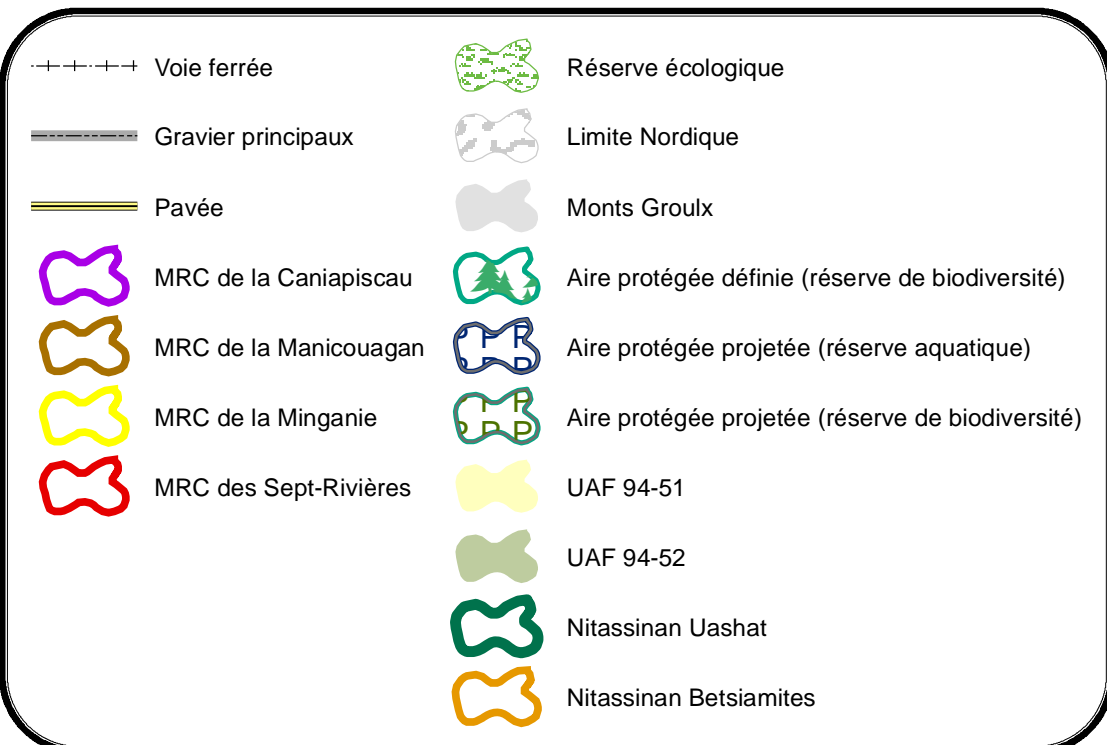 Voie ferrée
Gravier principaux
Pavée
MRC de la Caniapiscau
MRC de la Manicouagan
MRC de la Minganie
MRC des Sept-Rivières
Réserve écologique
Limite Nordique
Monts Groulx
Aire protégée définie (réserve de biodiversité)
P P P
P P P
Aire protégée projetée (réserve aquatique)
P P P
P P P
Aire protégée projetée (réserve de biodiversité)
UAF 94-51
UAF 94-52
Nitassinan Uashat
Nitassinan Betsiamites